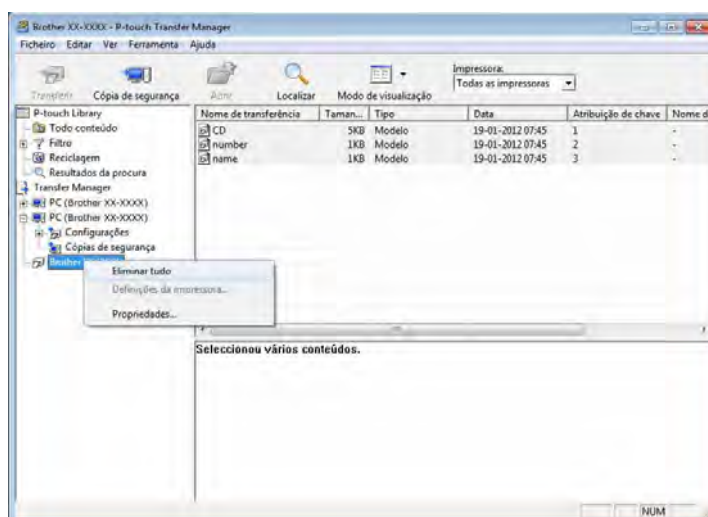 Brother XX-XXXX - P-touch Transfer Manager
Ficheiro Editar Ver Ferramenta Ajuda
Transferir Cópia de segurança Abrir Localizar Modo de visualização
Impressora:
Todas as impressoras
P-touch Library
Todo conteúdo
Filtro
Reciclagem
Resultados da procura
Transfer Manager
PC (Brother XX-XXXX)
PC (Brother XX-XXXX)
Configurações
Cópias de segurança
Brother
Eliminar tudo
Definições da impressora...
Propriedades...
Nome de transferência Taman... Tipo Data Atribuição de chave Nome d
CD 5KB Modelo 19-01-2012 07:45 1 -
number 1KB Modelo 19-01-2012 07:45 2 -
name 1KB Modelo 19-01-2012 07:45 3 -
Seleccionou vários conteúdos.
NUM